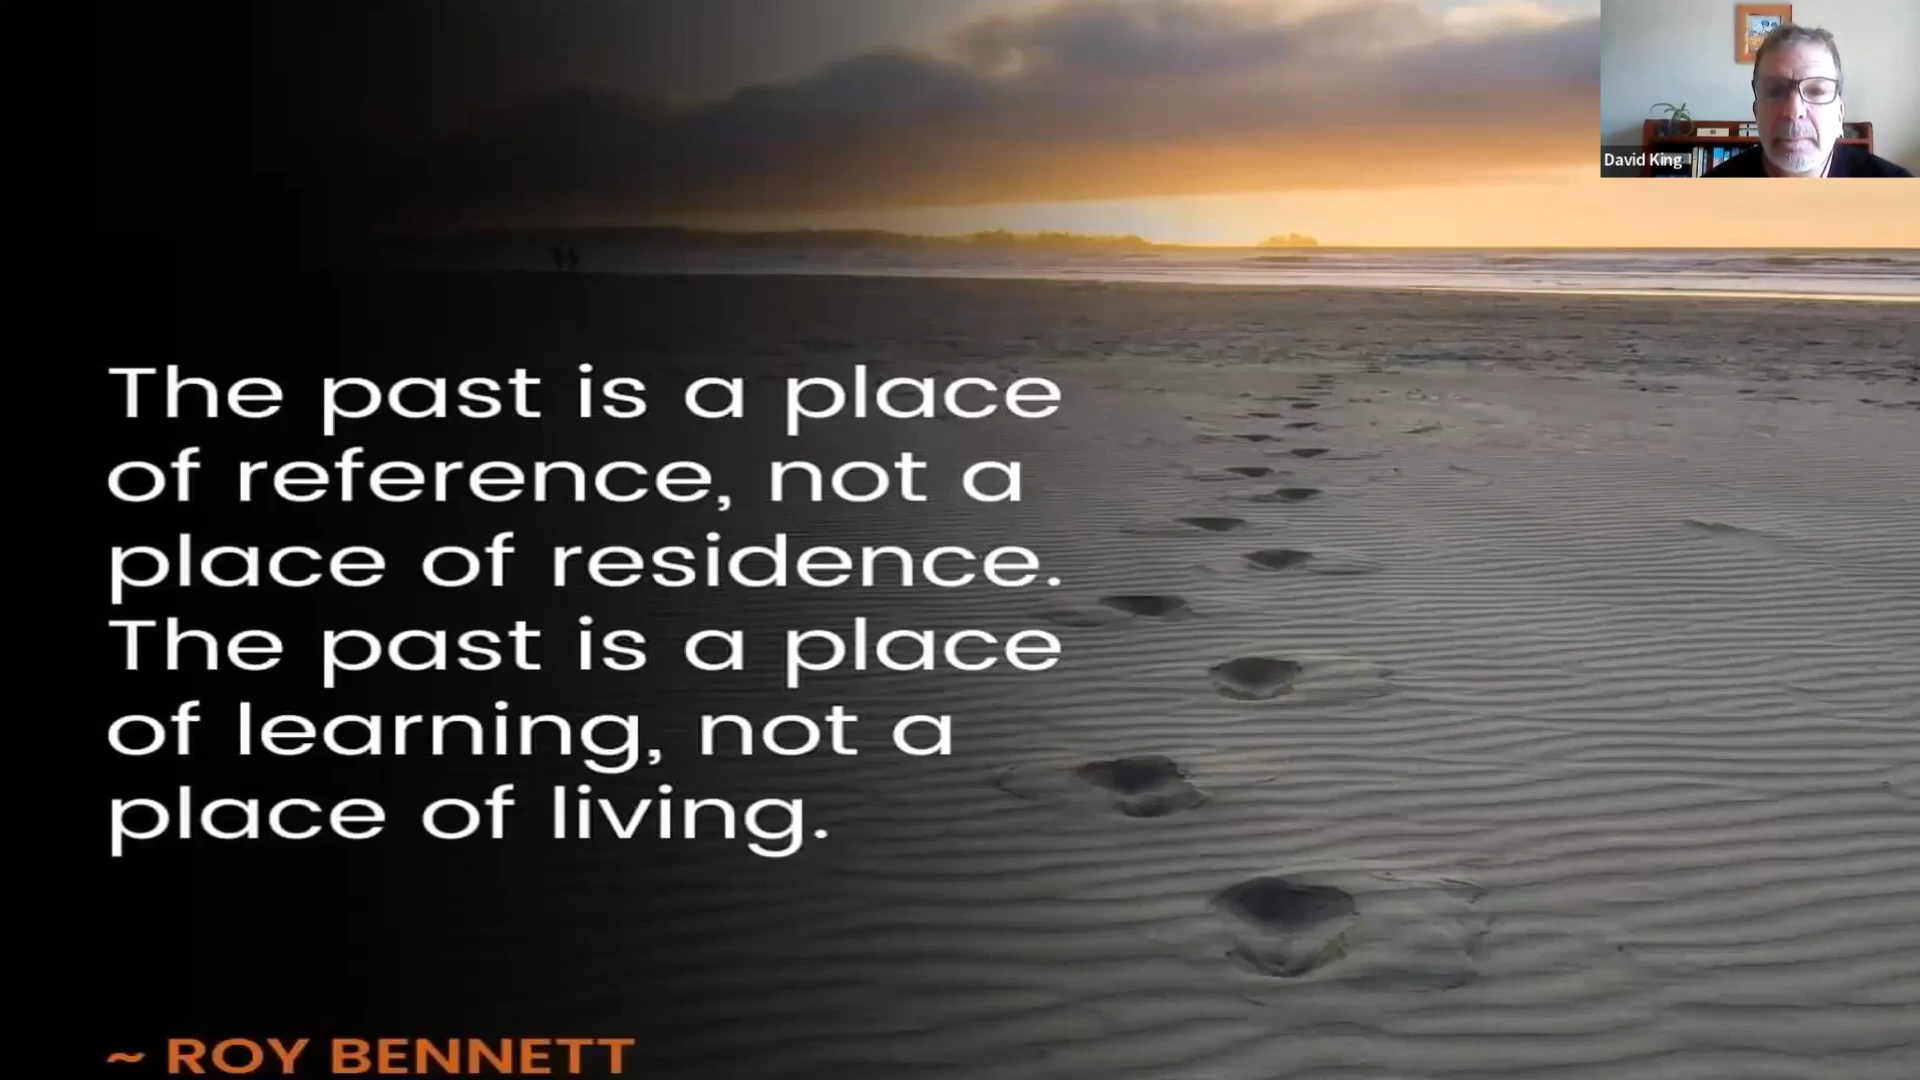 The past is a place
of reference, not a
place of residence.
The past is a place
of learning, not a
place of living.
~ ROY BENNETT
David King